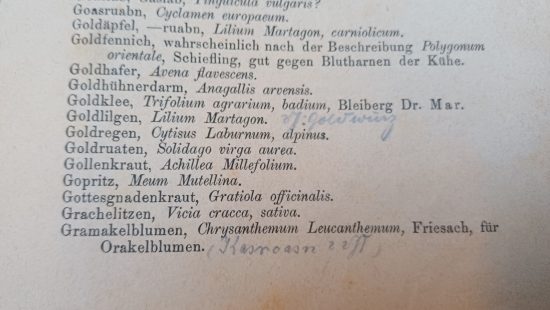 Pinguicula vulgaris?
Goasruabn, Cyclamen europaeum.
Goldäpfel, —ruabn, Lilium Martagon, carniolicum.
Goldfennich, wahrscheinlich nach der Beschreibung Polygonum
orientale, Schiefling, gut gegen Blutharnen der Kühe.
Goldhafer, Avena flavescens.
Goldhühnerdarm, Anagallis arvensis.
Goldklee, Trifolium agrarium, badium, Bleiberg Dr. Mar.
Goldlilgen, Lilium Martagon. Goldwurz
Goldregen, Cytisus Laburnum, alpinus.
Goldruaten, Solidago virga aurea.
Gollenkraut, Achillea Millefolium.
Gopritz, Meum Mutellina.
Gottesgnadenkraut, Gratiola officinalis.
Grachelitzen, Vicia cracca, sativa.
Gramakelblumen, Chrysanthemum Leucanthemum, Friesach, für
Orakelblumen.